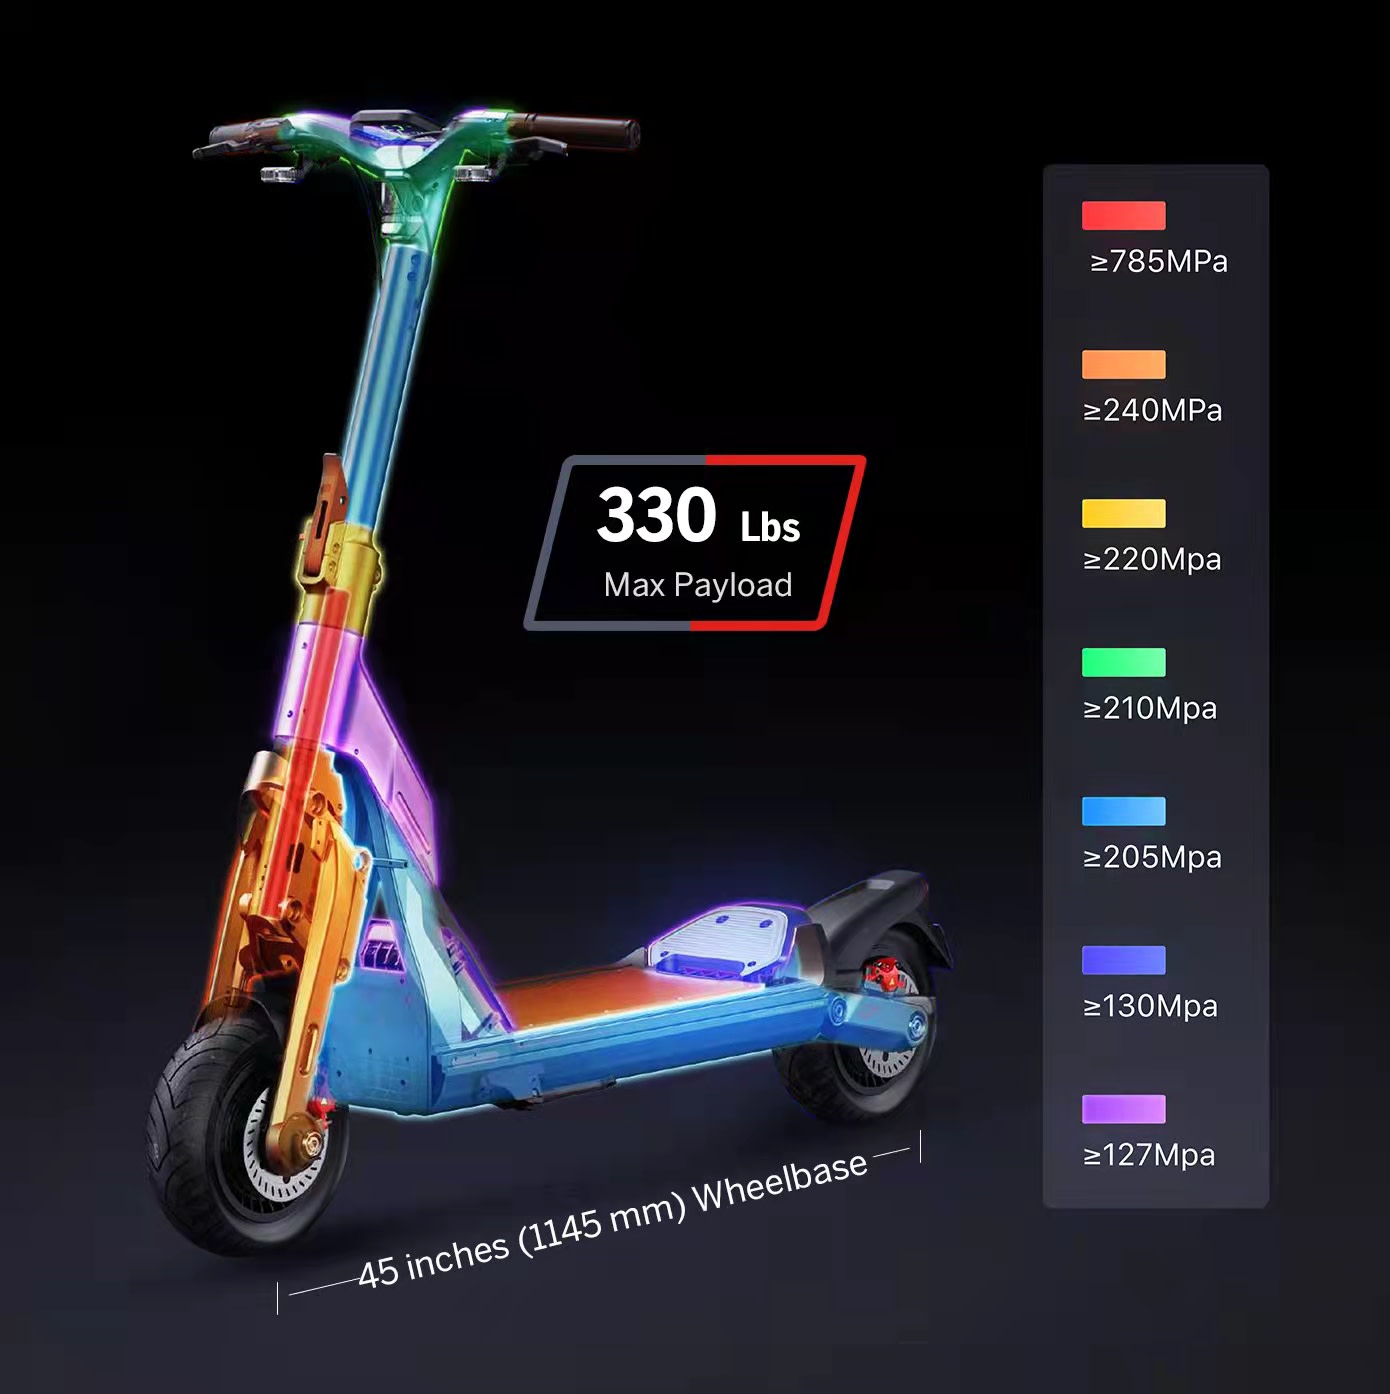 330 Lbs
Max Payload
≥785MPa
≥240MPa
≥220Mpa
≥210Mpa
≥205Mpa
≥130Mpa
≥127Mpa
45 inches (1145 mm) Wheelbase